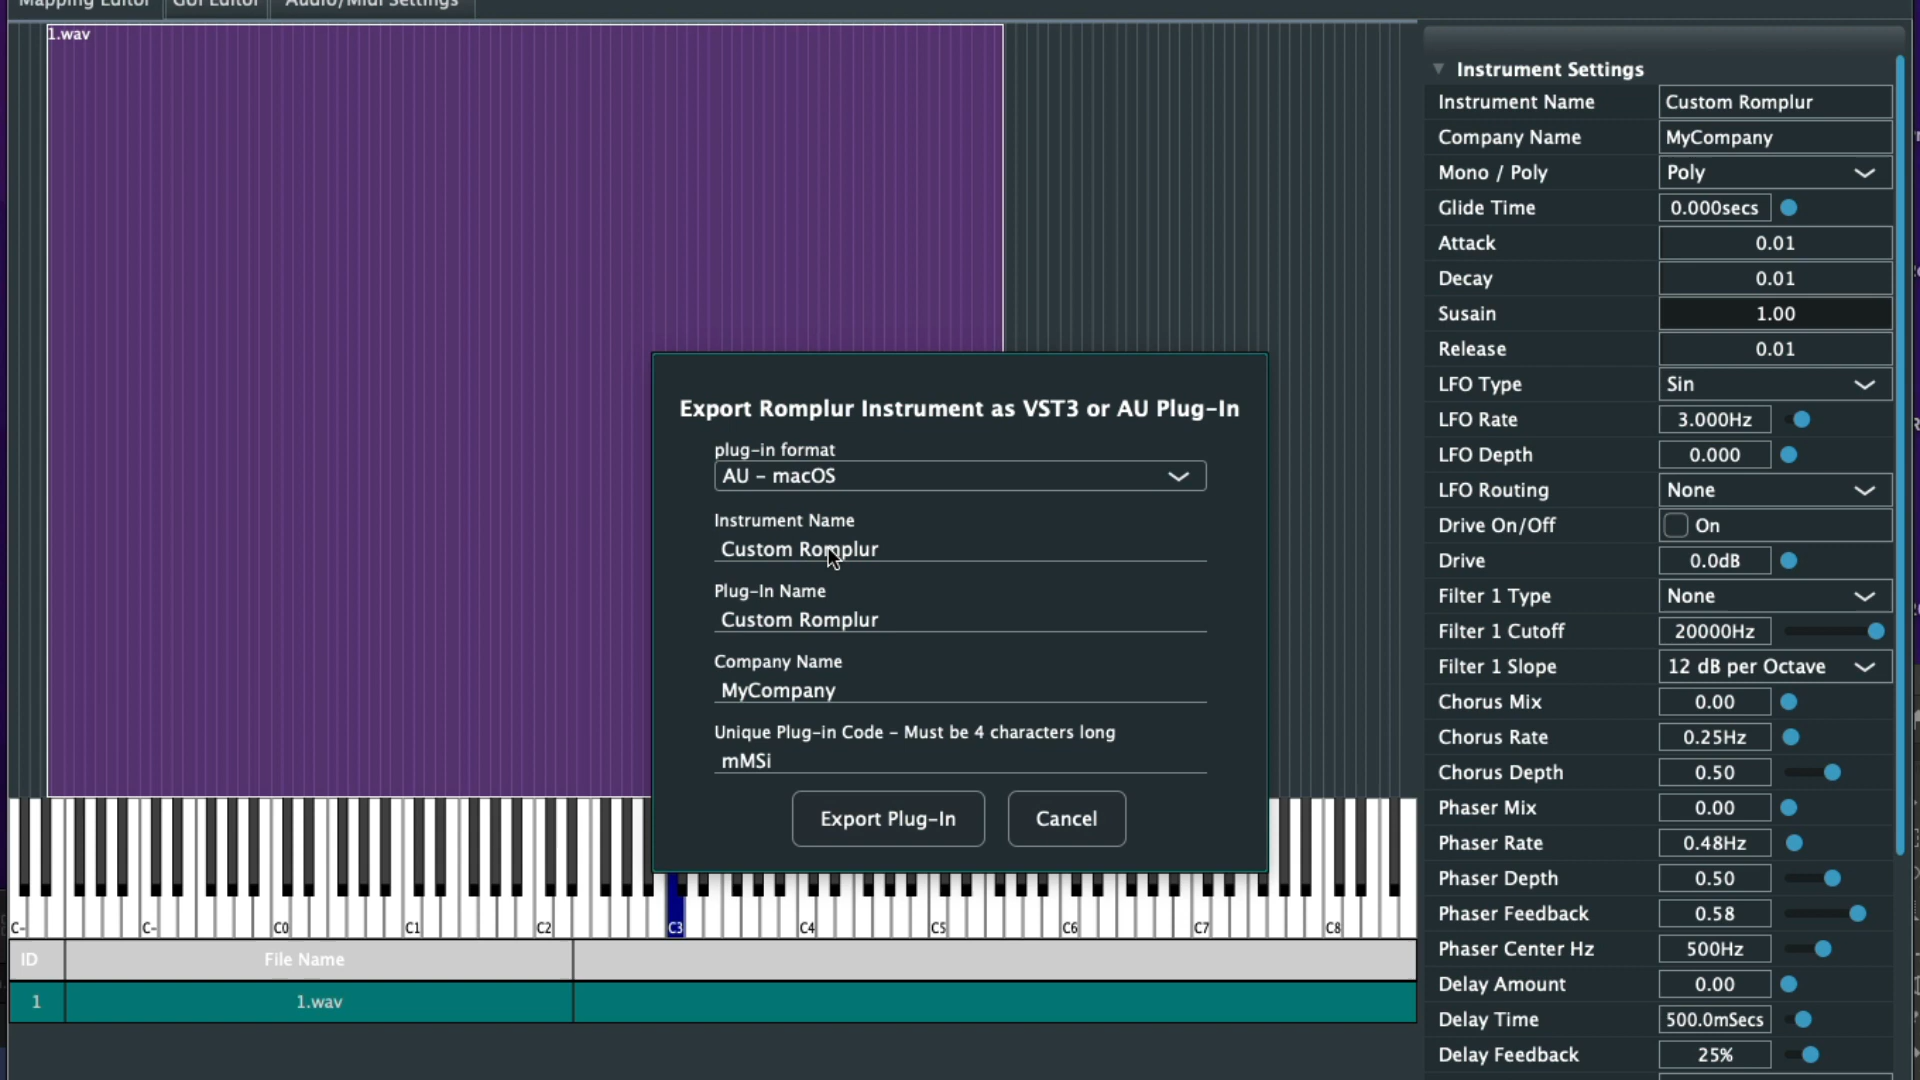 Mapping Editor
GUI Editor
Audio/Midi Settings
1.wav
Export Romplur Instrument as VST3 or AU Plug-In
plug-in format
AU - macOS
Instrument Name
Custom Romplur
Plug-In Name
Custom Romplur
Company Name
MyCompany
Unique Plug-in Code - Must be 4 characters long
mMSi
Export Plug-In
Cancel
C-
C-
C0
C1
C2
C3
C4
C5
C6
C7
C8
ID
File Name
1
1.wav
Instrument Settings
Instrument Name
Custom Romplur
Company Name
MyCompany
Mono / Poly
Poly
Glide Time
0.000secs
Attack
0.01
Decay
0.01
Susain
1.00
Release
0.01
LFO Type
Sin
LFO Rate
3.000Hz
LFO Depth
0.000
LFO Routing
None
Drive On/Off
On
Drive
0.0dB
Filter 1 Type
None
Filter 1 Cutoff
20000Hz
Filter 1 Slope
12 dB per Octave
Chorus Mix
0.00
Chorus Rate
0.25Hz
Chorus Depth
0.50
Phaser Mix
0.00
Phaser Rate
0.48Hz
Phaser Depth
0.50
Phaser Feedback
0.58
Phaser Center Hz
500Hz
Delay Amount
0.00
Delay Time
500.0mSecs
Delay Feedback
25%